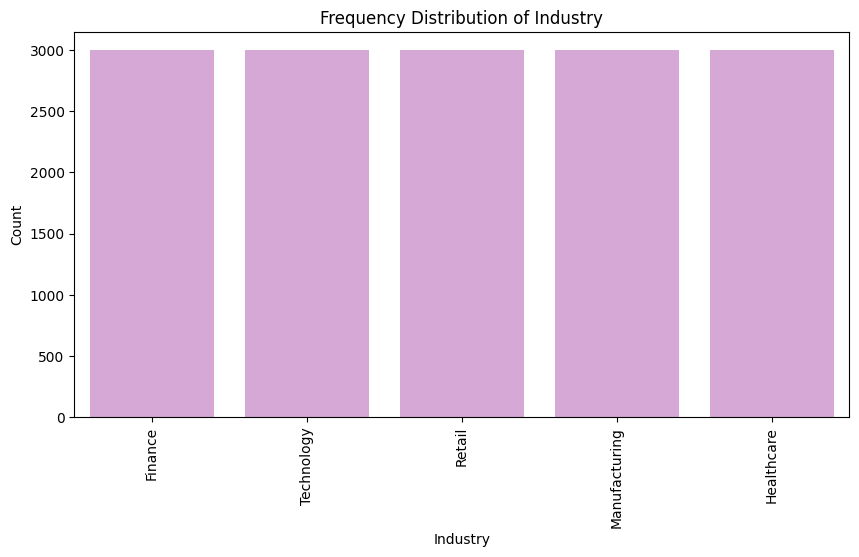 Frequency Distribution of Industry
3000
2500
2000
1500
1000
500
0
Count
Finance
Technology
Retail
Manufacturing
Healthcare
Industry